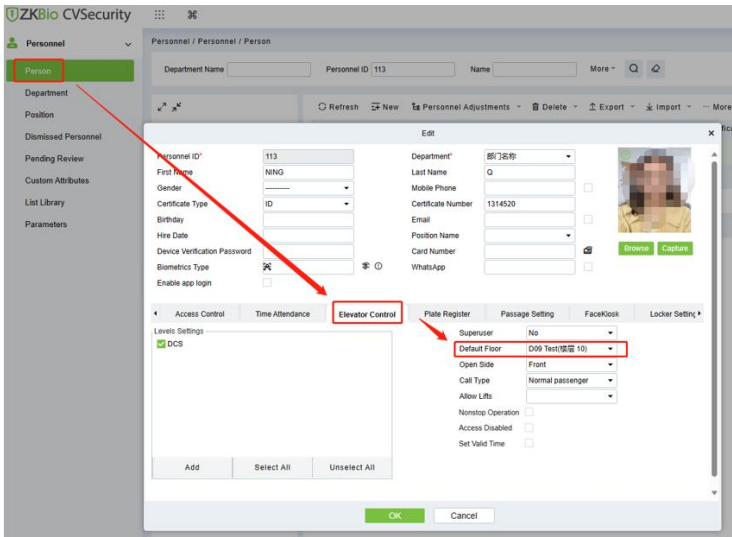 ZKBio CVSecurity
Personnel
Person
Department
Position
Dismissed Personnel
Pending Review
Custom Attributes
List Library
Parameters
Personnel / Personnel / Person
Department Name Personnel ID 113 Name More
Refresh New Personnel Adjustments Delete Export Import ··· More
Edit ×
Personnel ID* 113 Department* 部门名称
First Name NING Last Name Q
Gender ---------- Mobile Phone
Certificate Type ID Certificate Number 1314520
Birthday Email
Hire Date Position Name
Device Verification Password Card Number
Browse Capture
Biometrics Type WhatsApp
Enable app login
Access Control Time Attendance Elevator Control Plate Register Passage Setting FaceKiosk Locker Setting
Levels Settings
DCS
Superuser No
Default Floor D09 Test(楼层 10)
Open Side Front
Call Type Normal passenger
Allow Lifts
Nonstop Operation
Access Disabled
Set Valid Time
Add Select All Unselect All
OK Cancel